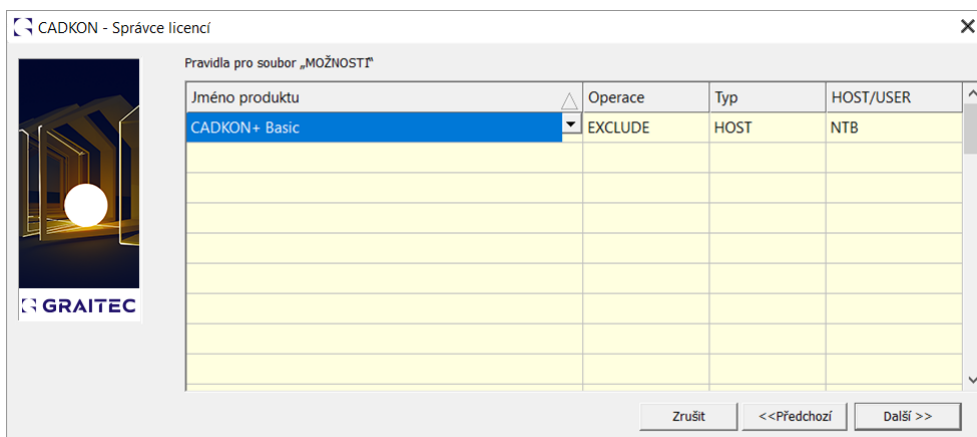 CADKON - Správce licencí
Pravidla pro soubor „MOŽNOSTI“
Jméno produktu Operace Typ HOST/USER
CADKON+ Basic EXCLUDE HOST NTB
GRAITEC
Zrušit <<Předchozí Další >>